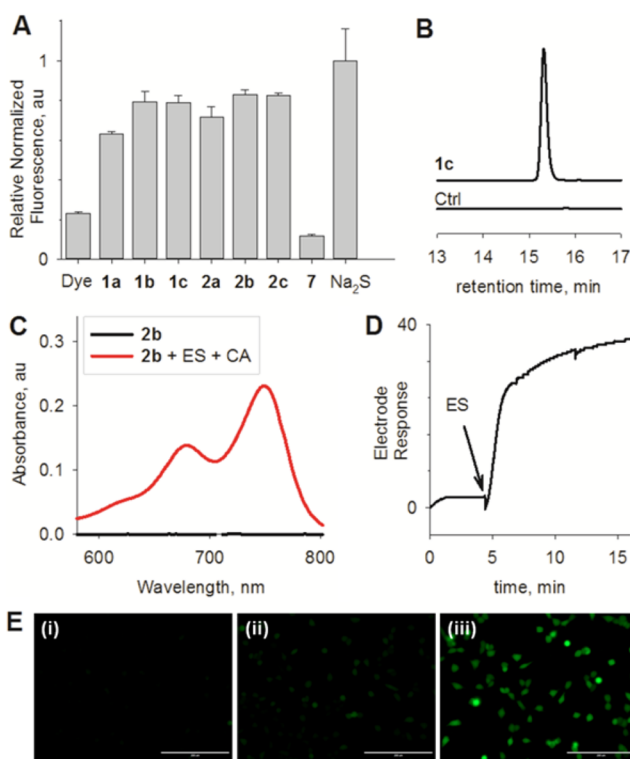 A
Relative Normalized
Fluorescence, au
1
0
Dye 1a 1b 1c 2a 2b 2c 7 Na₂S
B
1c
Ctrl
13 14 15 16 17
retention time, min
C
2b
2b + ES + CA
Absorbance, au
0.3
0.2
0.1
0.0
600 700 800
Wavelength, nm
D
Electrode
Response
40
0
ES
0 5 10 15
time, min
E
(i) (ii) (iii)